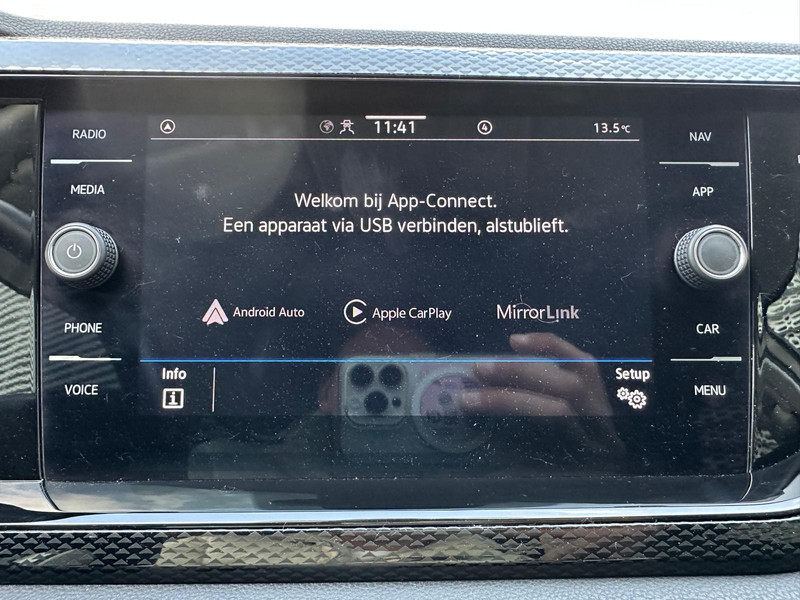 RADIO
MEDIA
PHONE
VOICE
11:41
4
13.5°C
Welkom bij App-Connect.
Een apparaat via USB verbinden, alstublieft.
Android Auto
Apple CarPlay
MirrorLink
Info
i
Setup
NAV
APP
CAR
MENU